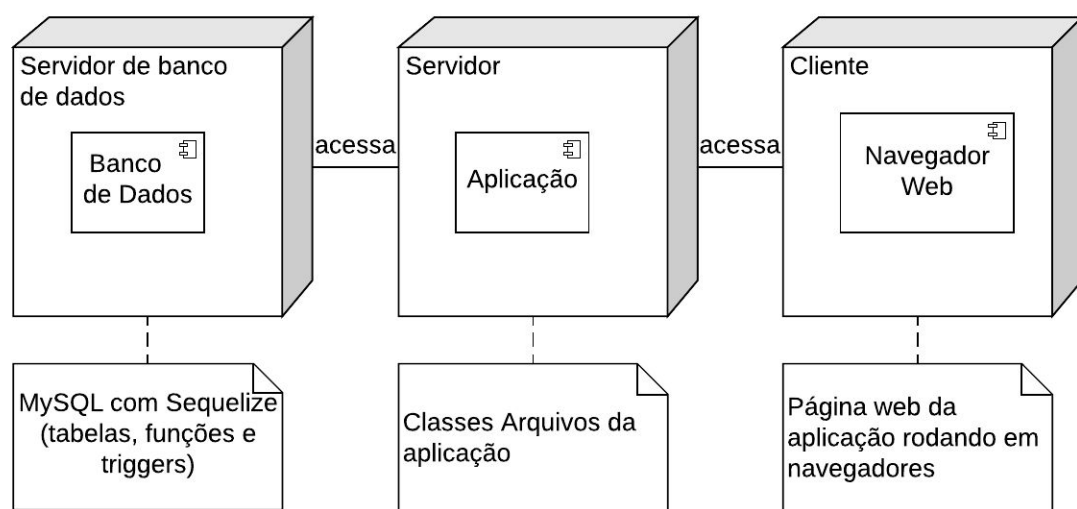 Servidor de banco
de dados
Banco
de Dados
acessa
Servidor
Aplicação
acessa
Cliente
Navegador
Web
MySQL com Sequelize
(tabelas, funções e
triggers)
Classes Arquivos da
aplicação
Página web da
aplicação rodando em
navegadores